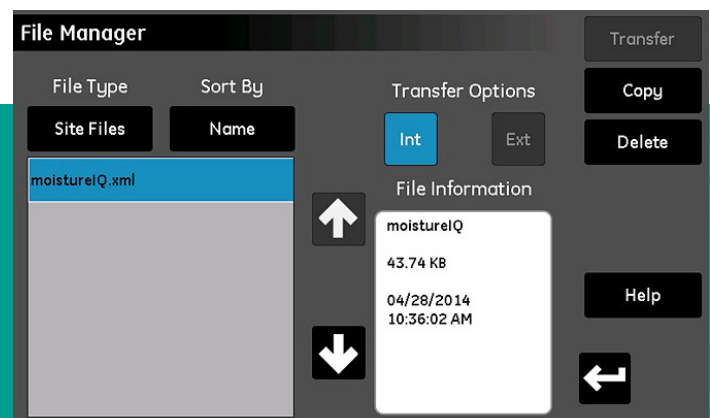 File Manager
Transfer
File Type
Sort By
Transfer Options
Copy
Site Files
Name
Int
Ext
Delete
moistureIQ.xml
File Information
moistureIQ
43.74 KB
04/28/2014
10:36:02 AM
Help